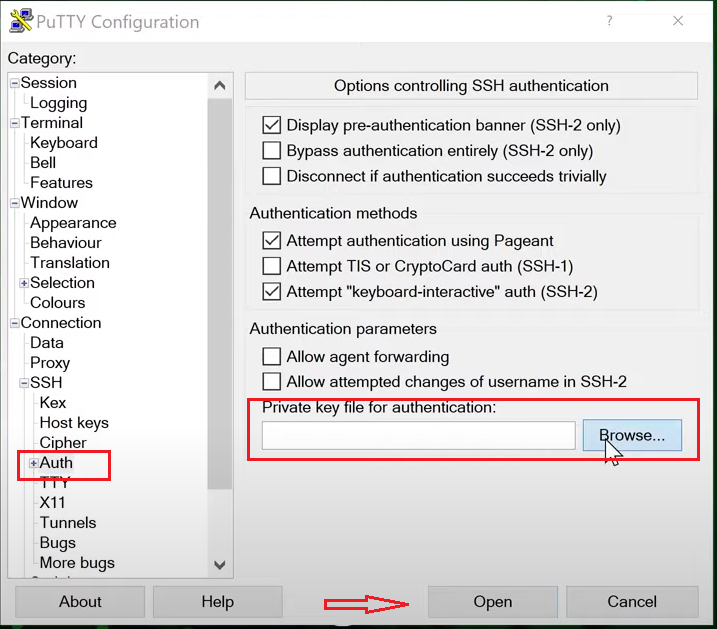 PuTTY Configuration
?
Category:
Session
Logging
Terminal
Keyboard
Bell
Features
Window
Appearance
Behaviour
Translation
Selection
Colours
Connection
Data
Proxy
SSH
Kex
Host keys
Cipher
Auth
TTY
X11
Tunnels
Bugs
More bugs
Options controlling SSH authentication
Display pre-authentication banner (SSH-2 only)
Bypass authentication entirely (SSH-2 only)
Disconnect if authentication succeeds trivially
Authentication methods
Attempt authentication using Pageant
Attempt TIS or CryptoCard auth (SSH-1)
Attempt "keyboard-interactive" auth (SSH-2)
Authentication parameters
Allow agent forwarding
Allow attempted changes of username in SSH-2
Private key file for authentication:
Browse...
About
Help
Open
Cancel